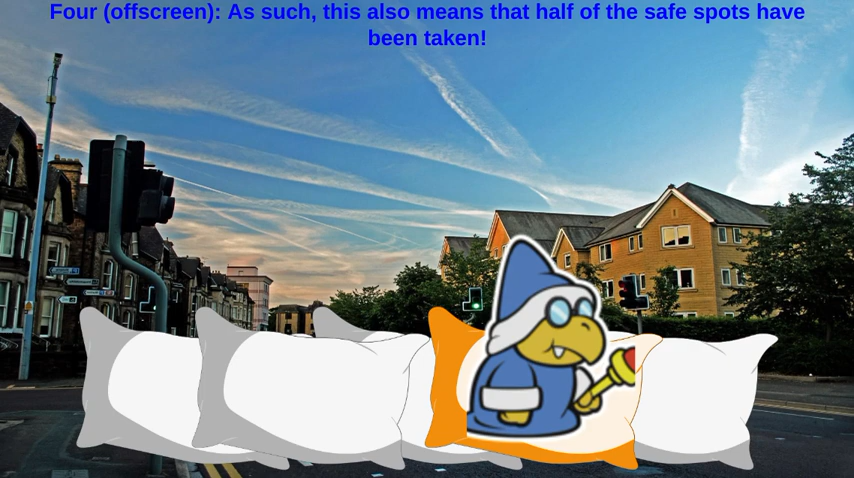 Four (offscreen): As such, this also means that half of the safe spots have
been taken!